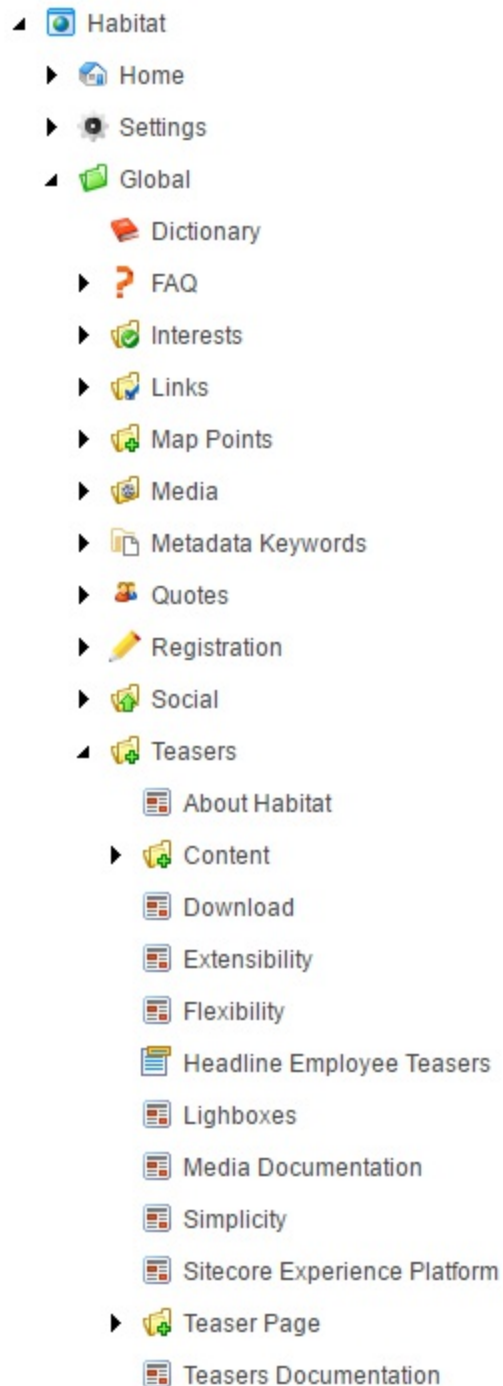 Habitat
Home
Settings
Global
Dictionary
FAQ
Interests
Links
Map Points
Media
Metadata Keywords
Quotes
Registration
Social
Teasers
About Habitat
Content
Download
Extensibility
Flexibility
Headline Employee Teasers
Lighboxes
Media Documentation
Simplicity
Sitecore Experience Platform
Teaser Page
Teasers Documentation